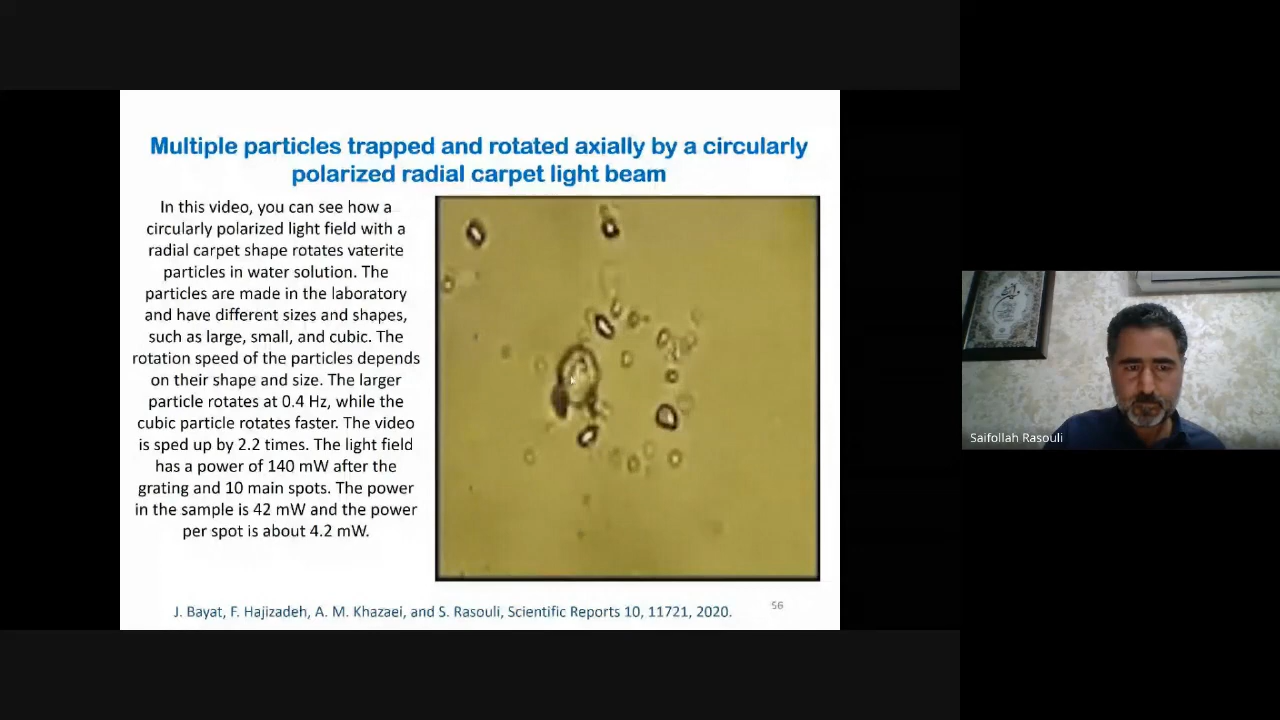 Multiple particles trapped and rotated axially by a circularly
polarized radial carpet light beam
In this video, you can see how a
circularly polarized light field with a
radial carpet shape rotates vaterite
particles in water solution. The
particles are made in the laboratory
and have different sizes and shapes,
such as large, small, and cubic. The
rotation speed of the particles depends
on their shape and size. The larger
particle rotates at 0.4 Hz, while the
cubic particle rotates faster. The video
is sped up by 2.2 times. The light field
has a power of 140 mW after the
grating and 10 main spots. The power
in the sample is 42 mW and the power
per spot is about 4.2 mW.
J. Bayat, F. Hajizadeh, A. M. Khazaei, and S. Rasouli, Scientific Reports 10, 11721, 2020.
56
Saifollah Rasouli